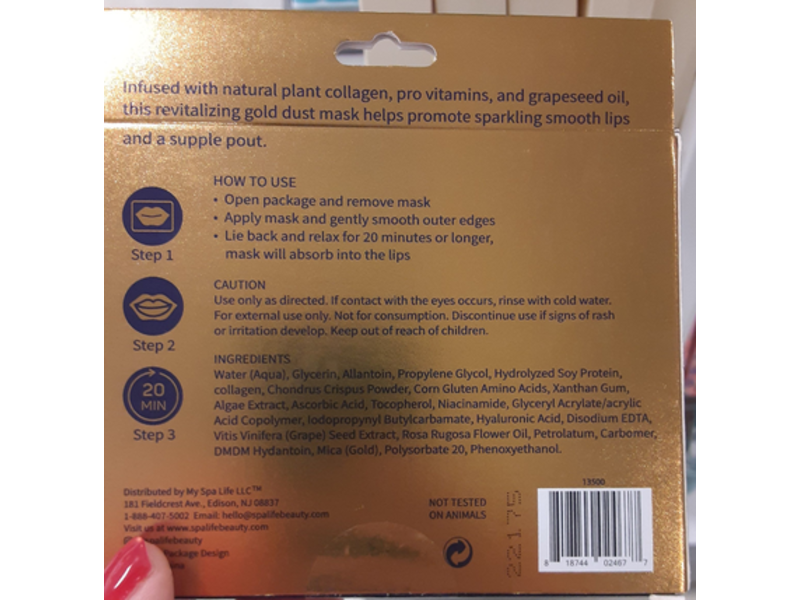 Infused with natural plant collagen, pro vitamins, and grapeseed oil,
this revitalizing gold dust mask helps promote sparkling smooth lips
and a supple pout.
HOW TO USE
• Open package and remove mask
• Apply mask and gently smooth outer edges
• Lie back and relax for 20 minutes or longer,
mask will absorb into the lips
Step 1
CAUTION
Use only as directed. If contact with the eyes occurs, rinse with cold water.
For external use only. Not for consumption. Discontinue use if signs of rash
or irritation develop. Keep out of reach of children.
Step 2
INGREDIENTS
Water (Aqua), Glycerin, Allantoin, Propylene Glycol, Hydrolyzed Soy Protein,
collagen, Chondrus Crispus Powder, Corn Gluten Amino Acids, Xanthan Gum,
Algae Extract, Ascorbic Acid, Tocopherol, Niacinamide, Glyceryl Acrylate/acrylic
Acid Copolymer, Iodopropynyl Butylcarbamate, Hyaluronic Acid, Disodium EDTA,
Vitis Vinifera (Grape) Seed Extract, Rosa Rugosa Flower Oil, Petrolatum, Carbomer,
DMDM Hydantoin, Mica (Gold), Polysorbate 20, Phenoxyethanol.
20
MIN
Step 3
Distributed by My Spa Life LLC™
181 Fieldcrest Ave., Edison, NJ 08837
1-888-407-5002 Email: hello@spalifebeauty.com
Visit us at www.spalifebeauty.com
spalifebeauty
Package Design
NOT TESTED
ON ANIMALS
22175
13500
8 18744 02467 7